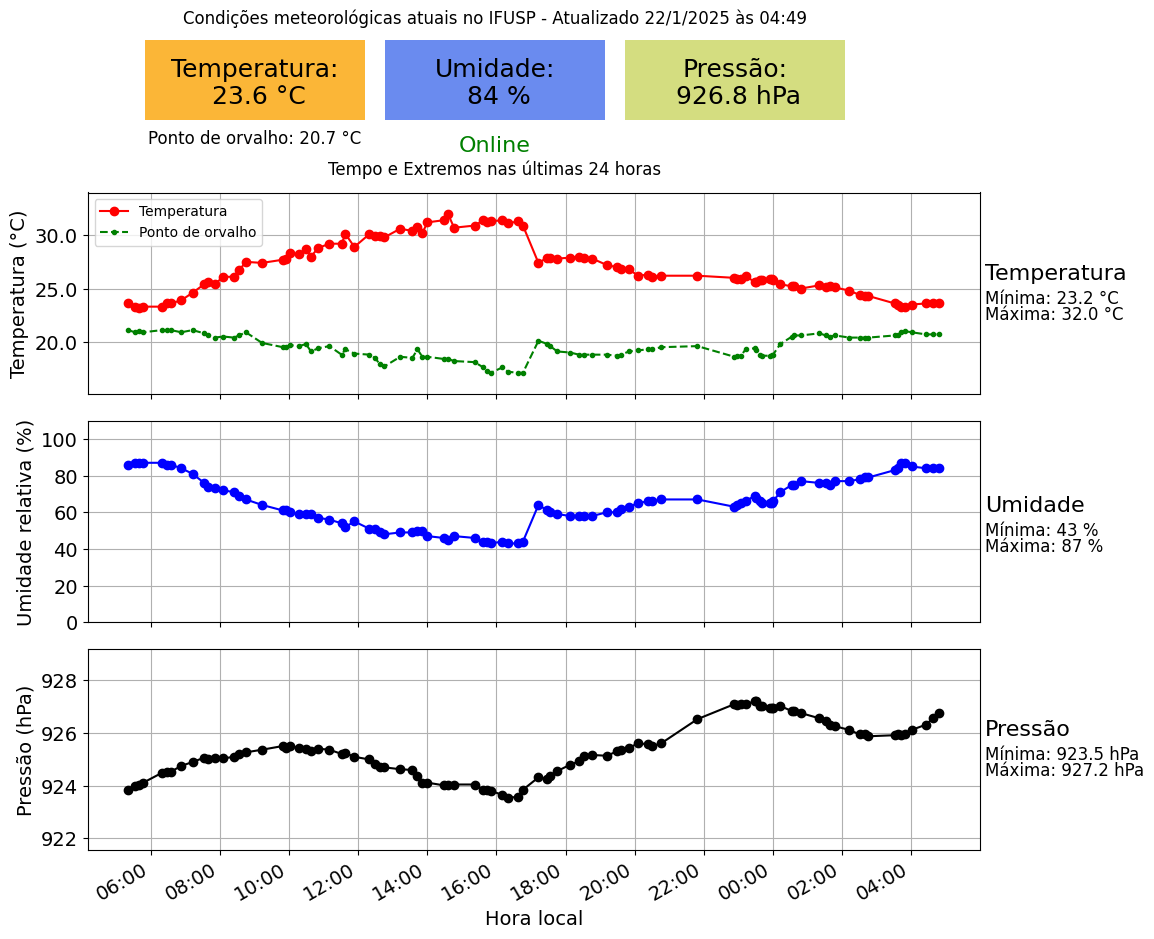 Condições meteorológicas atuais no IFUSP - Atualizado 22/1/2025 às 04:49
Temperatura:
23.6 °C
Umidade:
84 %
Pressão:
926.8 hPa
Ponto de orvalho: 20.7 °C
Online
Tempo e Extremos nas últimas 24 horas
Temperatura
Ponto de orvalho
Temperatura (°C)
30.0
25.0
20.0
Temperatura
Mínima: 23.2 °C
Máxima: 32.0 °C
Umidade relativa (%)
100
80
60
40
20
0
Umidade
Mínima: 43 %
Máxima: 87 %
Pressão (hPa)
928
926
924
922
Pressão
Mínima: 923.5 hPa
Máxima: 927.2 hPa
06:00 08:00 10:00 12:00 14:00 16:00 18:00 20:00 22:00 00:00 02:00 04:00
Hora local